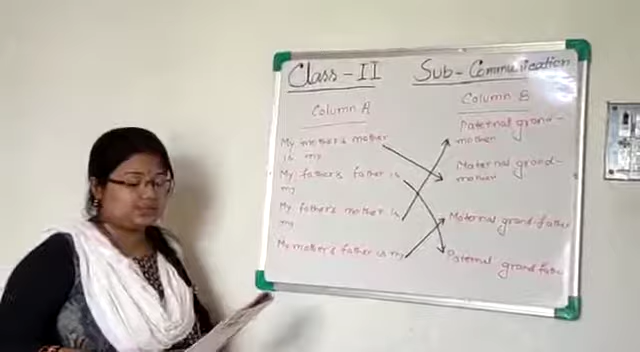 Class-II
Sub-Communication
Column A
Column B
My mother's mother
is my
My father's father is
my
My father's mother is
my
My mother's father is my
Paternal grand-
mother
Maternal grand-
mother
Maternal grand father
Paternal grand father